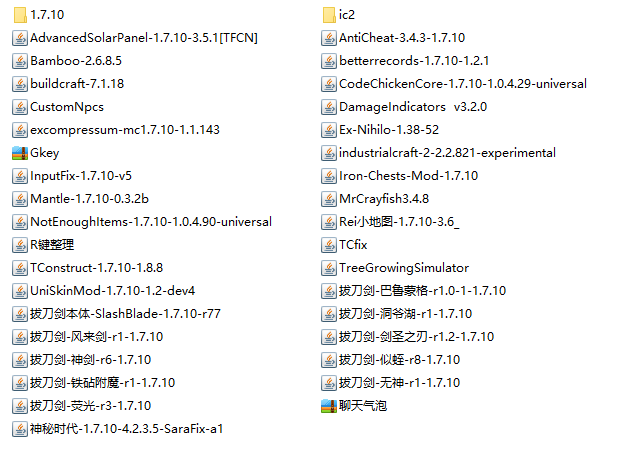 1.7.10
ic2
AdvancedSolarPanel-1.7.10-3.5.1[TFCN]
AntiCheat-3.4.3-1.7.10
Bamboo-2.6.8.5
betterrecords-1.7.10-1.2.1
buildcraft-7.1.18
CodeChickenCore-1.7.10-1.0.4.29-universal
CustomNpcs
DamageIndicators v3.2.0
excompressum-mc1.7.10-1.1.143
Ex-Nihilo-1.38-52
Gkey
industrialcraft-2-2.2.821-experimental
InputFix-1.7.10-v5
Iron-Chests-Mod-1.7.10
Mantle-1.7.10-0.3.2b
MrCrayfish3.4.8
NotEnoughItems-1.7.10-1.0.4.90-universal
Rei小地图-1.7.10-3.6_
R键整理
TCfix
TConstruct-1.7.10-1.8.8
TreeGrowingSimulator
UniSkinMod-1.7.10-1.2-dev4
拔刀剑-巴鲁蒙格-r1.0-1-1.7.10
拔刀剑本体-SlashBlade-1.7.10-r77
拔刀剑-洞爷湖-r1-1.7.10
拔刀剑-风来剑-r1-1.7.10
拔刀剑-剑圣之刃-r1.2-1.7.10
拔刀剑-神剑-r6-1.7.10
拔刀剑-似蛭-r8-1.7.10
拔刀剑-铁砧附魔-r1-1.7.10
拔刀剑-无神-r1-1.7.10
拔刀剑-荧光-r3-1.7.10
聊天气泡
神秘时代-1.7.10-4.2.3.5-SaraFix-a1